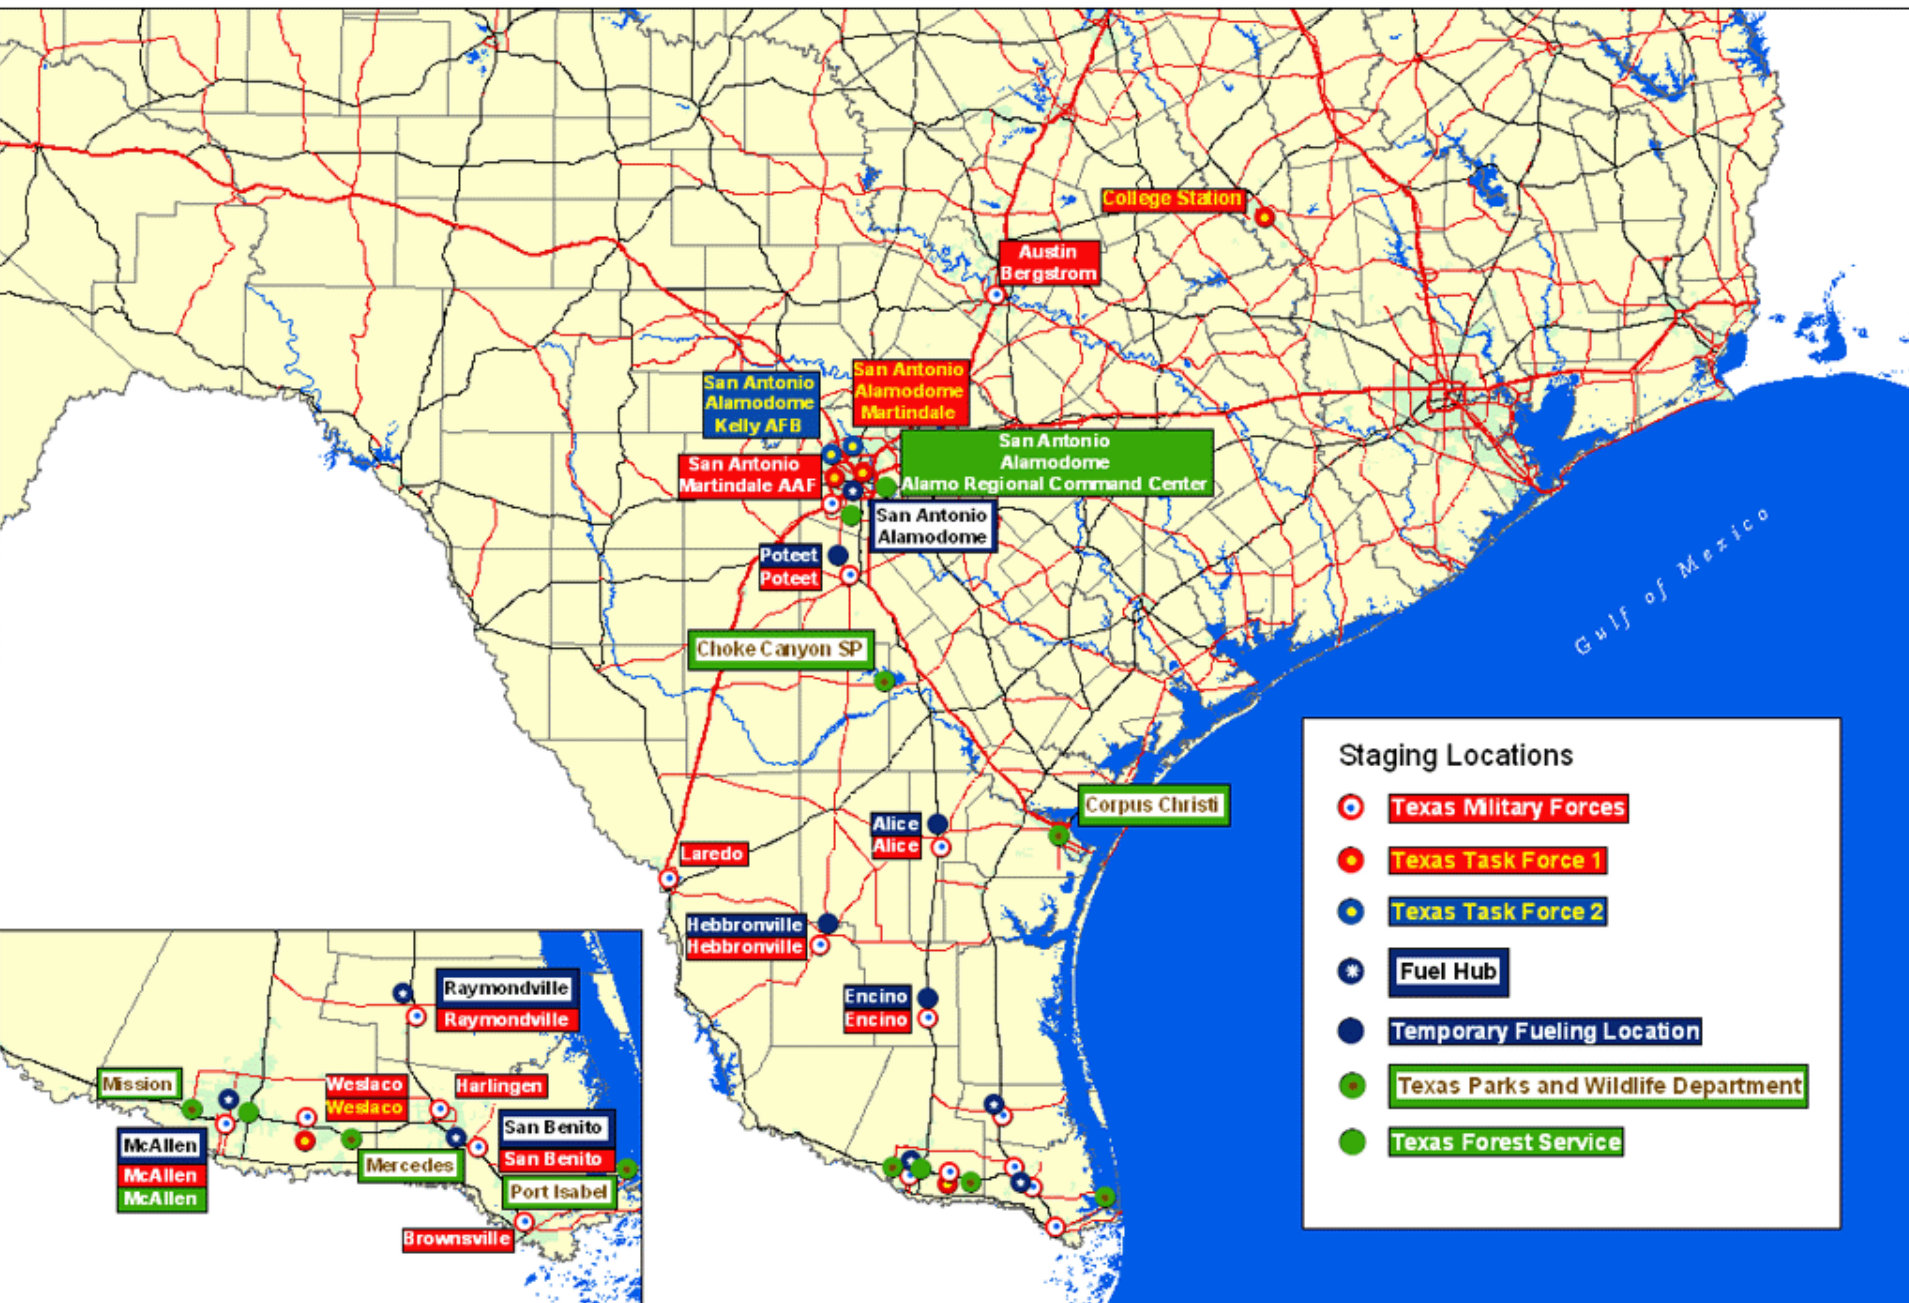 College Station
Austin
Bergstrom
San Antonio
Alamodome
Kelly AFB
San Antonio
Alamodome
Martindale
San Antonio
Martindale AAF
San Antonio
Alamodome
Alamo Regional Command Center
San Antonio
Alamodome
Poteet
Poteet
Choke Canyon SP
Gulf of Mexico
Corpus Christi
Alice
Alice
Laredo
Hebbronville
Hebbronville
Encino
Encino
Staging Locations
Texas Military Forces
Texas Task Force 1
Texas Task Force 2
Fuel Hub
Temporary Fueling Location
Texas Parks and Wildlife Department
Texas Forest Service
Raymondville
Raymondville
Mission
Weslaco
Weslaco
Harlingen
McAllen
McAllen
McAllen
Mercedes
San Benito
San Benito
Port Isabel
Brownsville